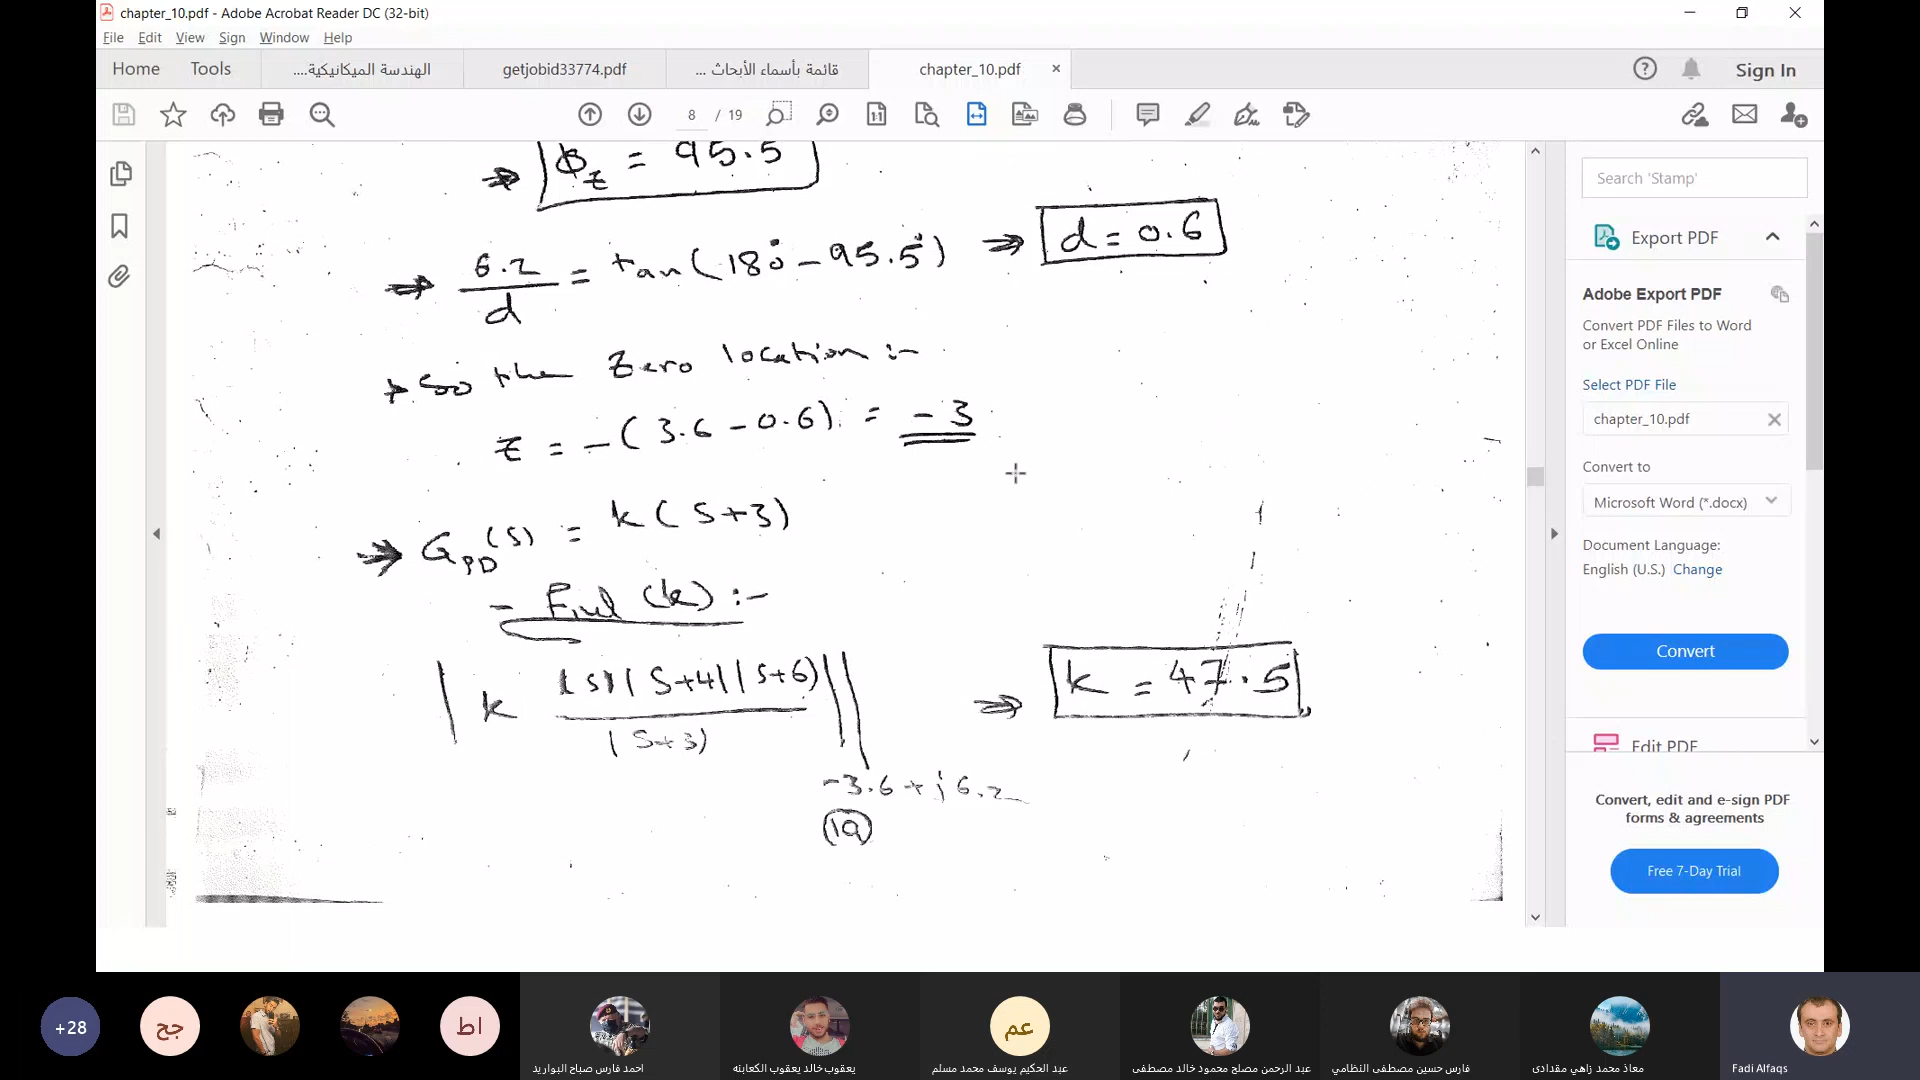 chapter_10.pdf - Adobe Acrobat Reader DC (32-bit)
File Edit View Sign Window Help
Home Tools الهندسة الميكانيكية.... getjobid33774.pdf قائمة بأسماء الأبحاث ... chapter_10.pdf × Sign In
8 / 19
Φz = 95.5
6.2 / d = tan(180° - 95.5°) ⇒ d = 0.6
* So the Zero location :-
z = -(3.6 - 0.6) = -3
⇒ G_PD(s) = k(S+3)
- Find (k) :-
| k (s)(S+4)(S+6) / (S+3) | ⇒ k = 47.5
-3.6 + j6.2
Search 'Stamp'
Export PDF
Adobe Export PDF
Convert PDF Files to Word
or Excel Online
Select PDF File
chapter_10.pdf
Convert to
Microsoft Word (*.docx)
Document Language:
English (U.S.) Change
Convert
Edit PDF
Convert, edit and e-sign PDF
forms & agreements
Free 7-Day Trial
+28 جح اط عم
احمد فارس صباح البواريد
يعقوب خالد يعقوب الكعابنه
عبد الحكيم يوسف محمد مسلم
عبد الرحمن مصلح محمود خالد مصطفى
فارس حسين مصطفى النظامي
معاذ محمد زاهي مقدادى
Fadi Alfaqs